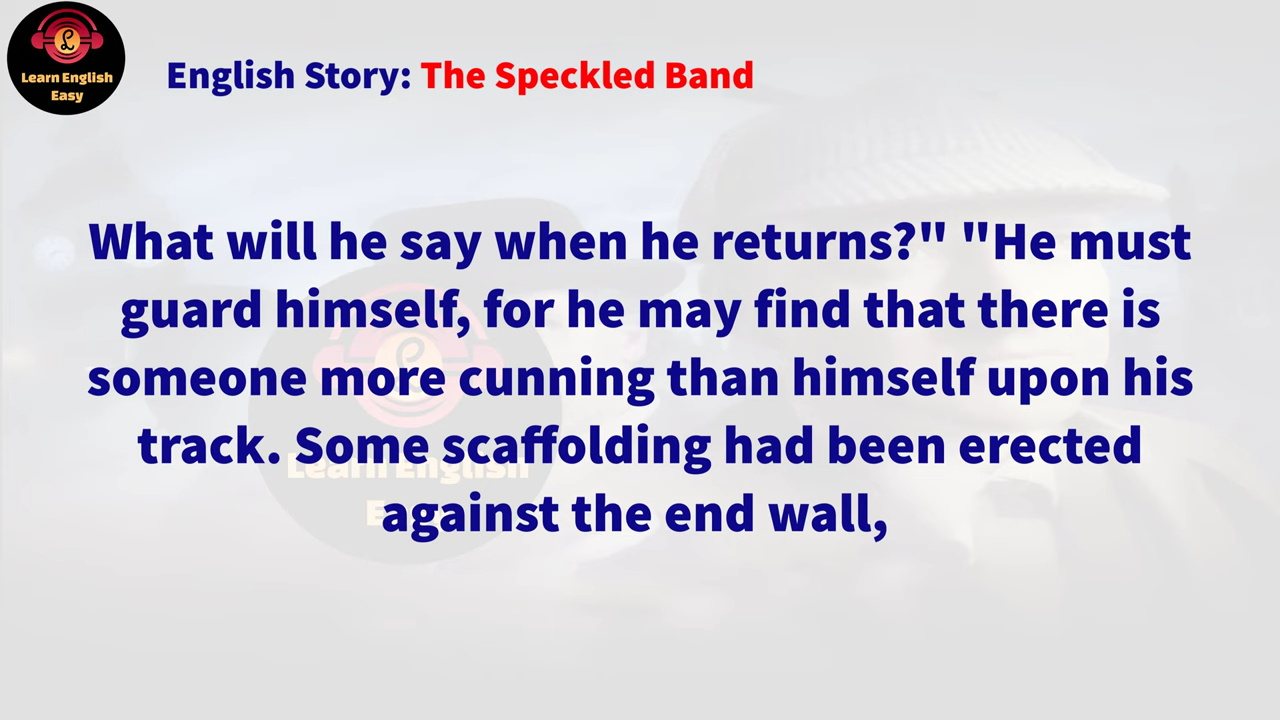 Learn English
Easy
English Story: The Speckled Band
What will he say when he returns?" "He must
guard himself, for he may find that there is
someone more cunning than himself upon his
track. Some scaffolding had been erected
against the end wall,
Learn English